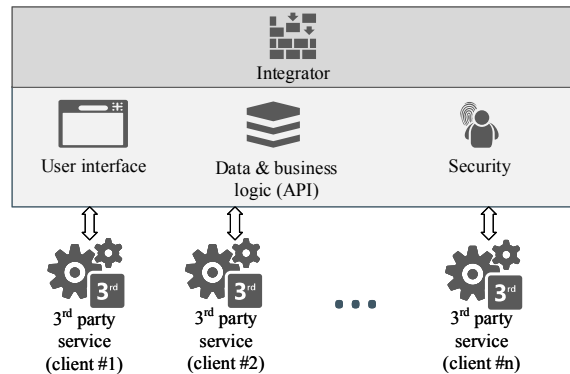 Integrator
User interface
Data & business
logic (API)
Security
3rd
3rd party
service
(client #1)
3rd
3rd party
service
(client #2)
...
3rd
3rd party
service
(client #n)